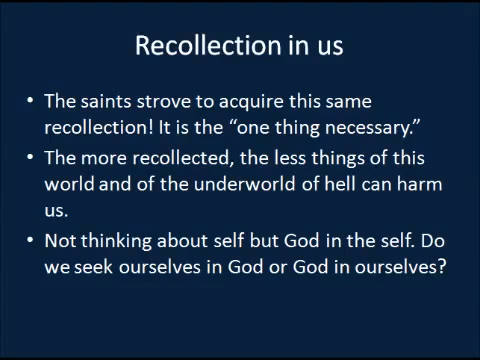 Recollection in us
• The saints strove to acquire this same
recollection! It is the “one thing necessary.”
• The more recollected, the less things of this
world and of the underworld of hell can harm
us.
• Not thinking about self but God in the self. Do
we seek ourselves in God or God in ourselves?